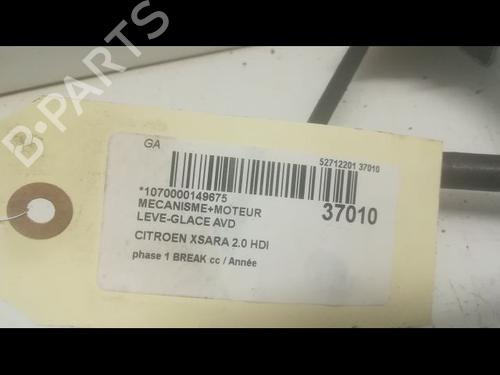 GA
52712201 37010
*1070000149675
37010
MECANISME+MOTEUR
LEVE-GLACE AVD
CITROEN XSARA 2.0 HDI
phase 1 BREAK cc / Année
B-PARTS